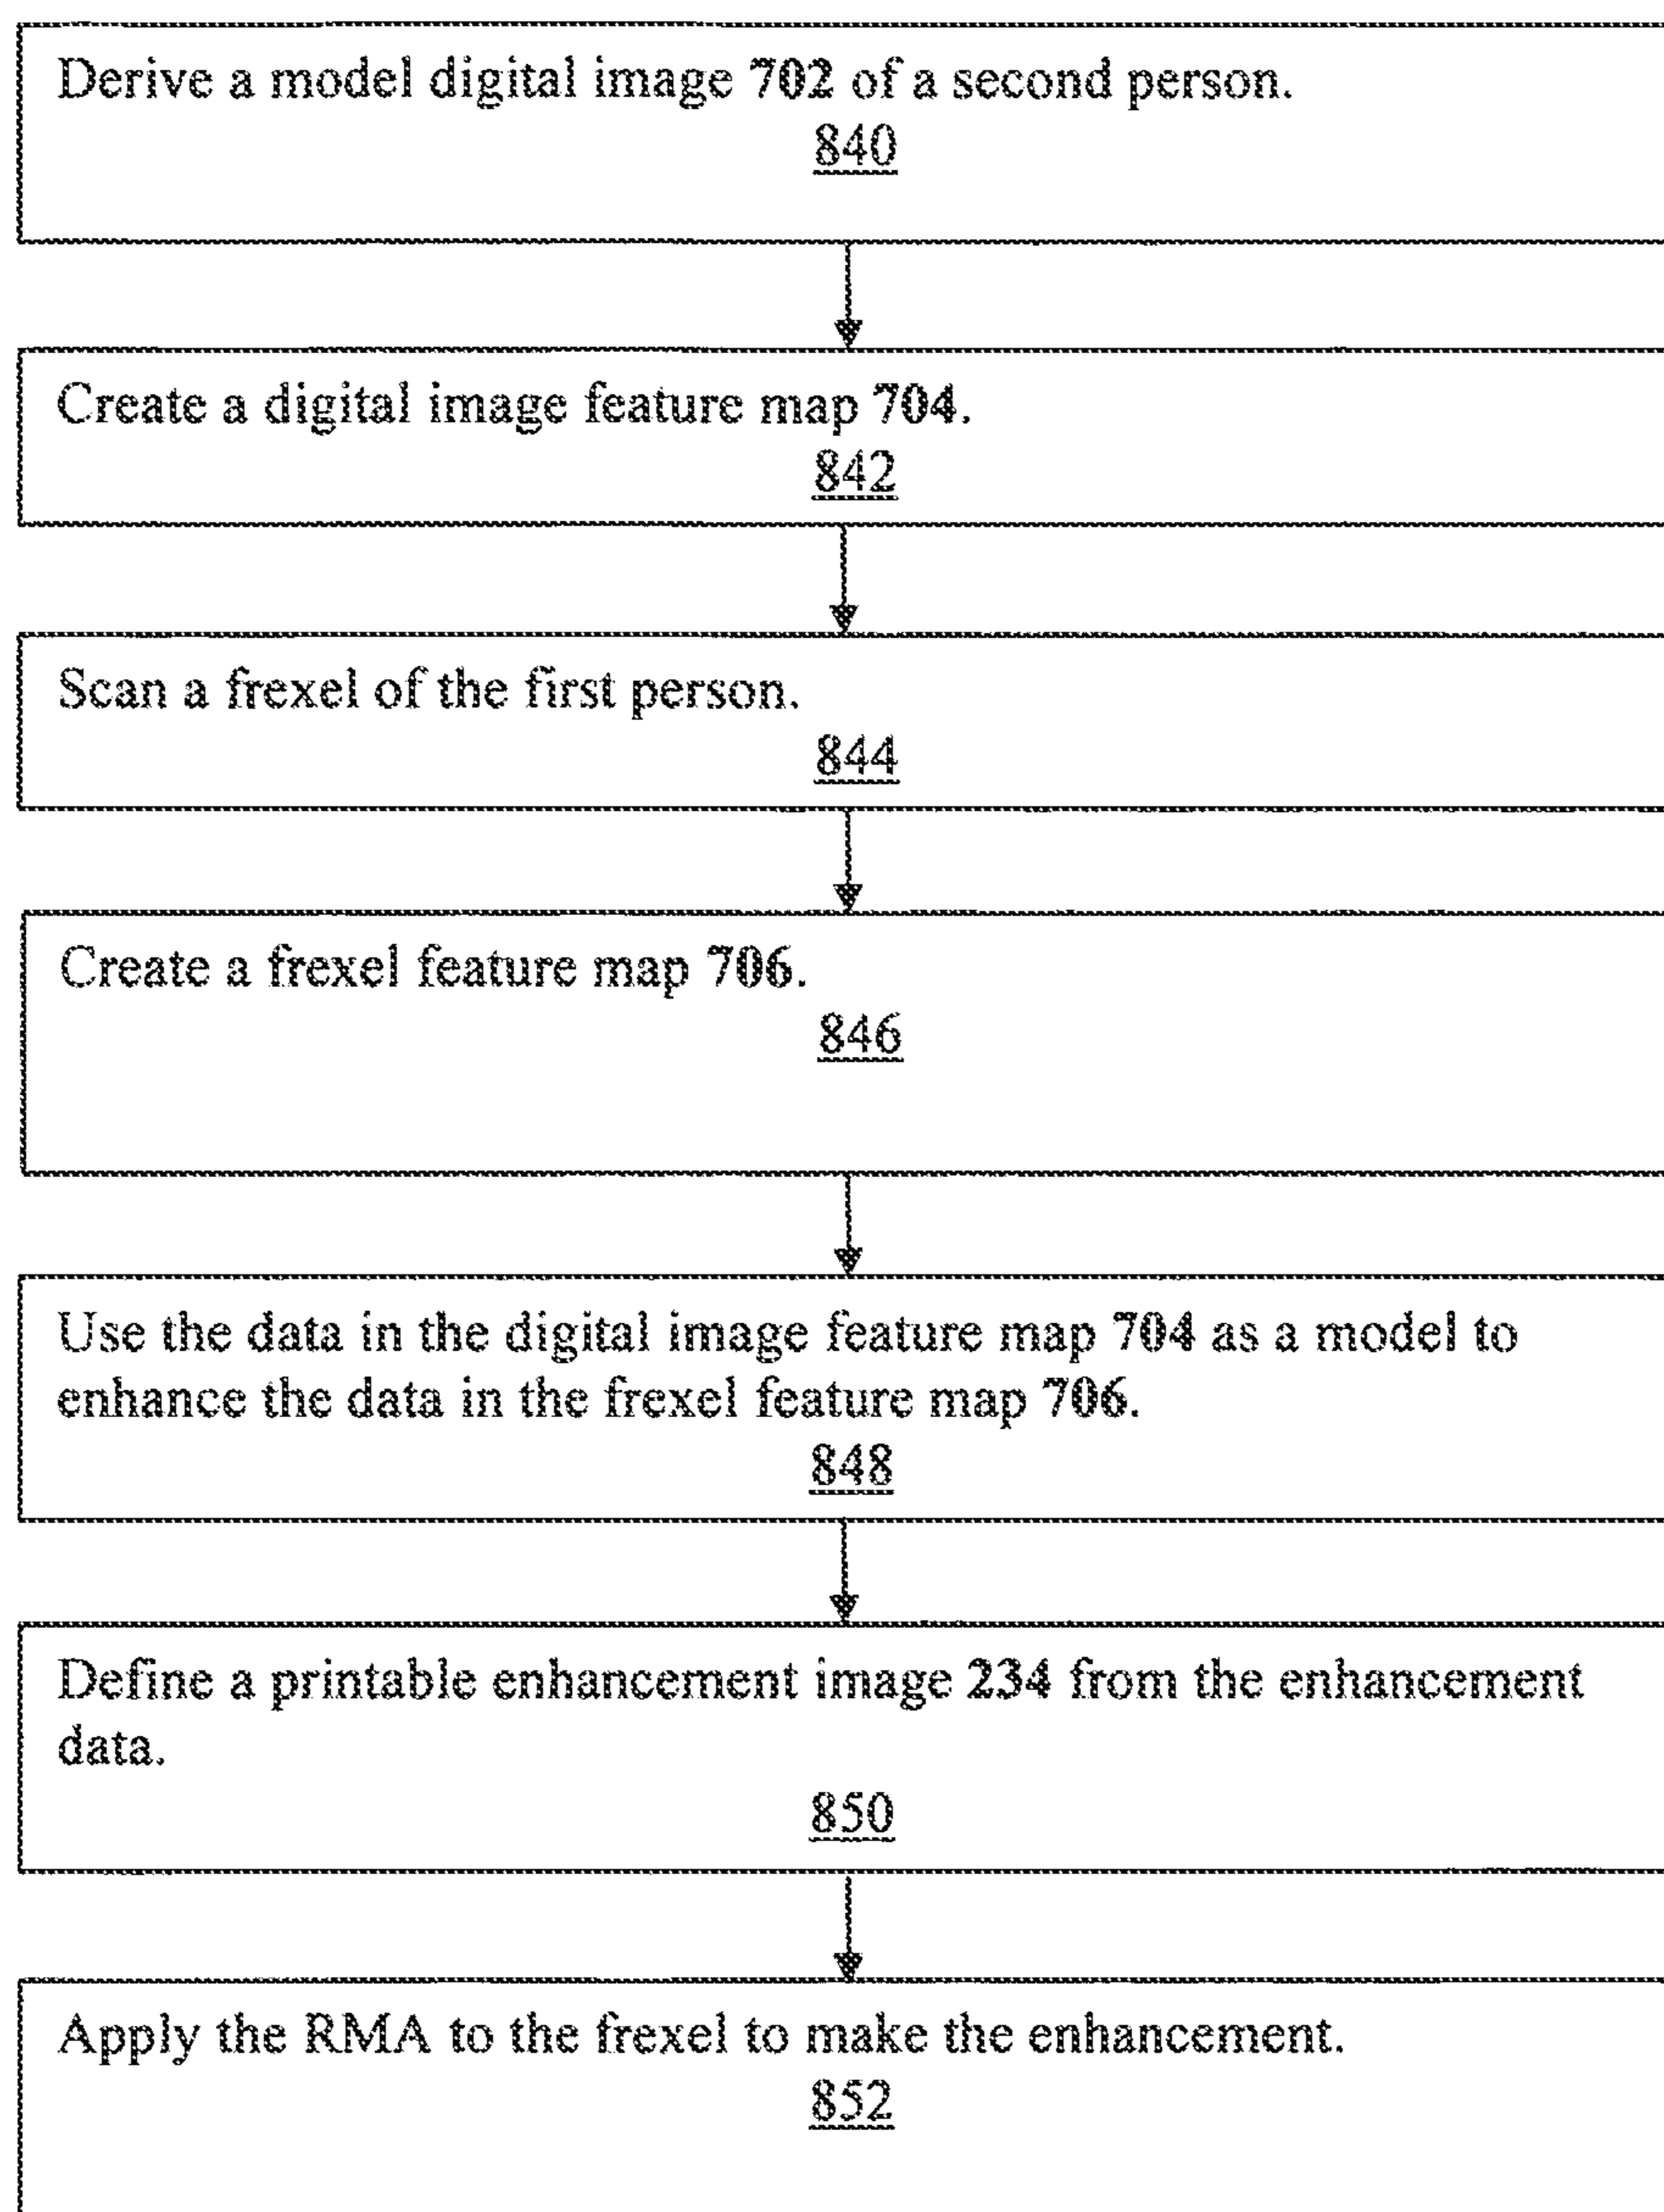 Derive a model digital image 702 of a second person.
840
Create a digital image feature map 704.
842
Scan a frexel of the first person.
844
Create a frexel feature map 706.
846
Use the data in the digital image feature map 704 as a model to
enhance the data in the frexel feature map 706.
848
Define a printable enhancement image 234 from the enhancement
data.
850
Apply the RMA to the frexel to make the enhancement.
852